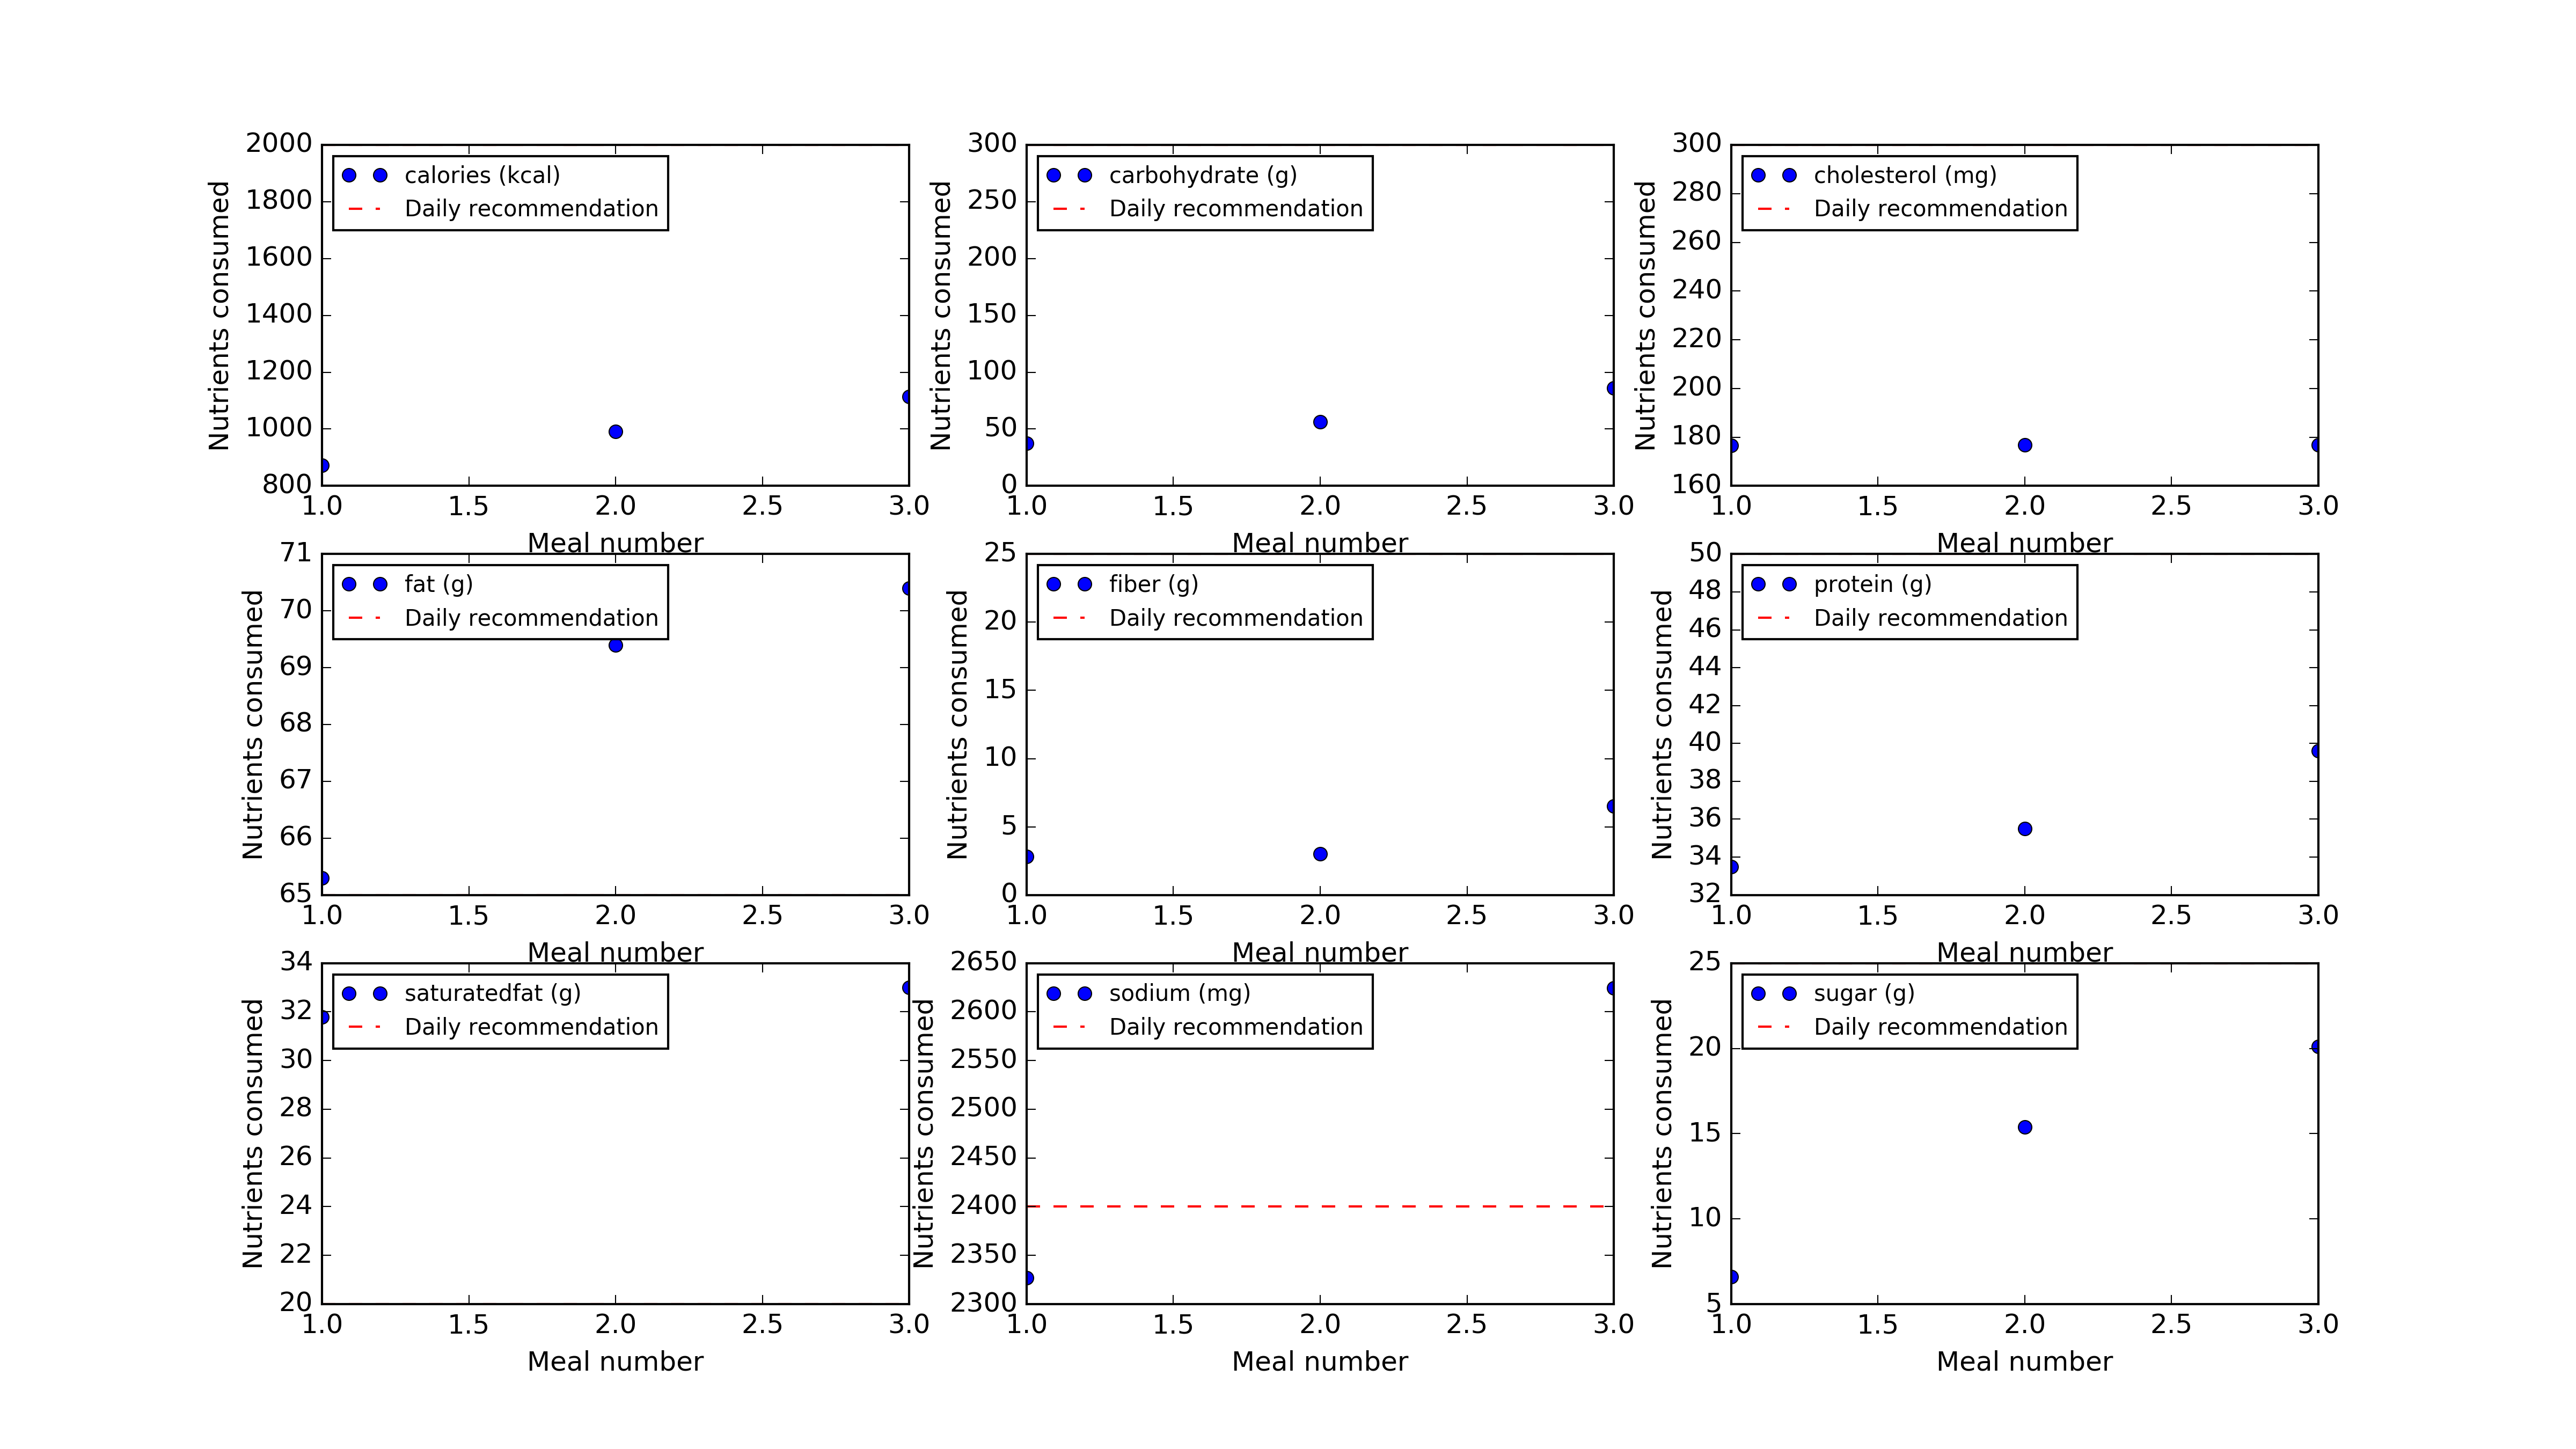 2000
1800
1600
1400
1200
1000
800
Nutrients consumed
calories (kcal)
Daily recommendation
1.0 1.5 2.0 2.5 3.0
Meal number
300
250
200
150
100
50
0
Nutrients consumed
carbohydrate (g)
Daily recommendation
1.0 1.5 2.0 2.5 3.0
Meal number
300
280
260
240
220
200
180
160
Nutrients consumed
cholesterol (mg)
Daily recommendation
1.0 1.5 2.0 2.5 3.0
Meal number
71
70
69
68
67
66
65
Nutrients consumed
fat (g)
Daily recommendation
1.0 1.5 2.0 2.5 3.0
Meal number
25
20
15
10
5
0
Nutrients consumed
fiber (g)
Daily recommendation
1.0 1.5 2.0 2.5 3.0
Meal number
50
48
46
44
42
40
38
36
34
32
Nutrients consumed
protein (g)
Daily recommendation
1.0 1.5 2.0 2.5 3.0
Meal number
34
32
30
28
26
24
22
20
Nutrients consumed
saturatedfat (g)
Daily recommendation
1.0 1.5 2.0 2.5 3.0
Meal number
2650
2600
2550
2500
2450
2400
2350
2300
Nutrients consumed
sodium (mg)
Daily recommendation
1.0 1.5 2.0 2.5 3.0
Meal number
25
20
15
10
5
Nutrients consumed
sugar (g)
Daily recommendation
1.0 1.5 2.0 2.5 3.0
Meal number